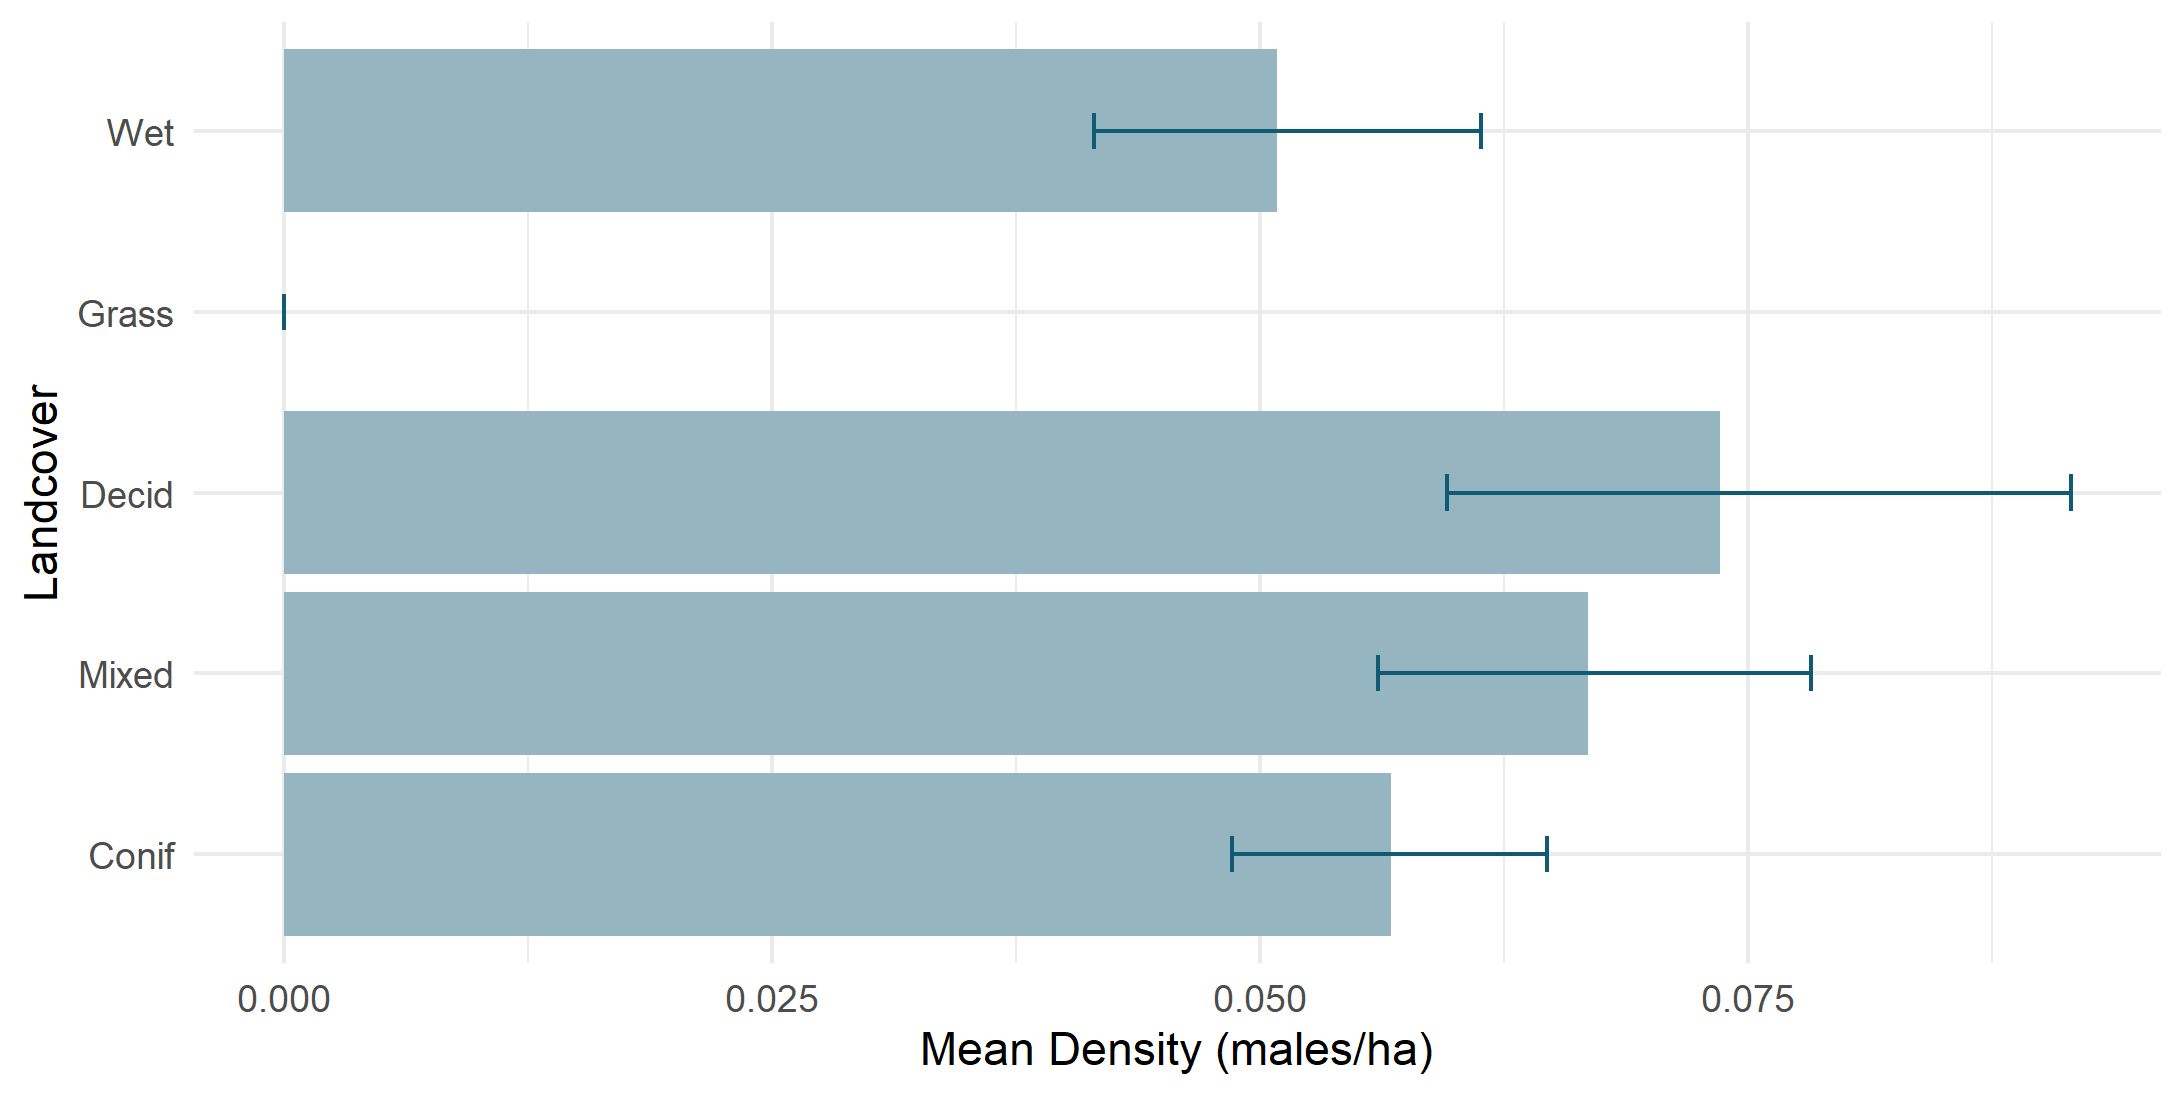 Landcover
Wet
Grass
Decid
Mixed
Conif
0.000 0.025 0.050 0.075
Mean Density (males/ha)